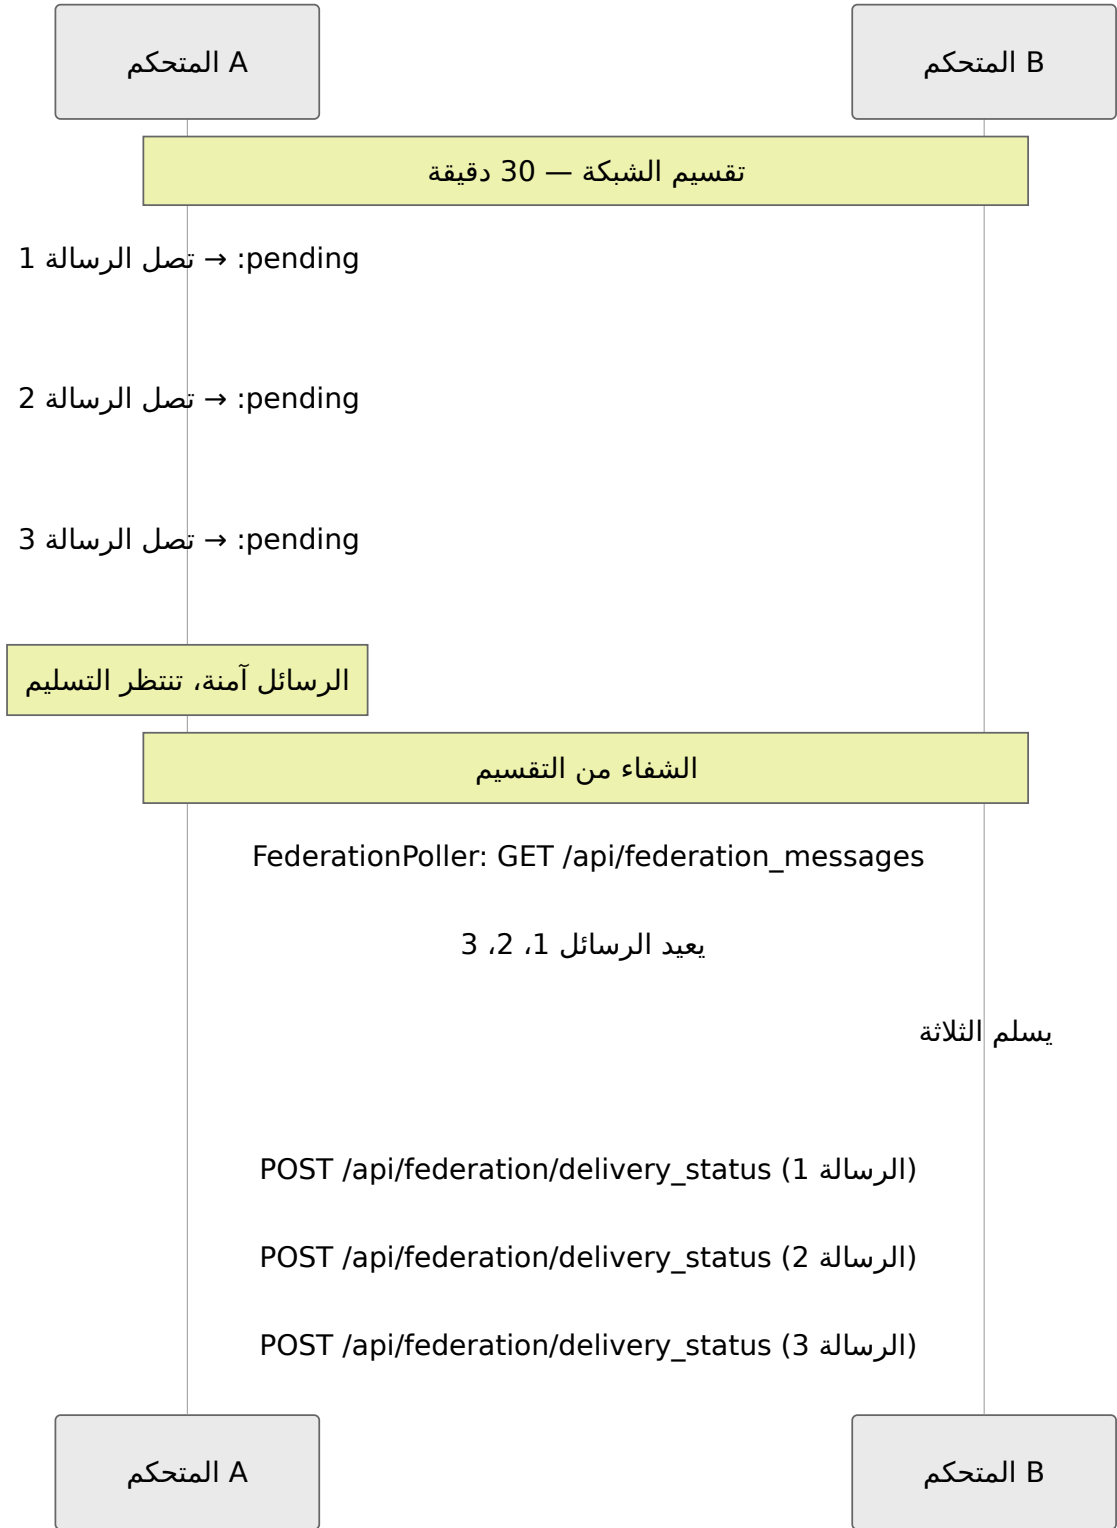 المتحكم A
المتحكم B
تقسيم الشبكة — 30 دقيقة
تصل الرسالة 1 → :pending
تصل الرسالة 2 → :pending
تصل الرسالة 3 → :pending
الرسائل آمنة، تنتظر التسليم
الشفاء من التقسيم
FederationPoller: GET /api/federation_messages
يعيد الرسائل 1، 2، 3
يسلم الثلاثة
POST /api/federation/delivery_status (الرسالة 1)
POST /api/federation/delivery_status (الرسالة 2)
POST /api/federation/delivery_status (الرسالة 3)
المتحكم A
المتحكم B